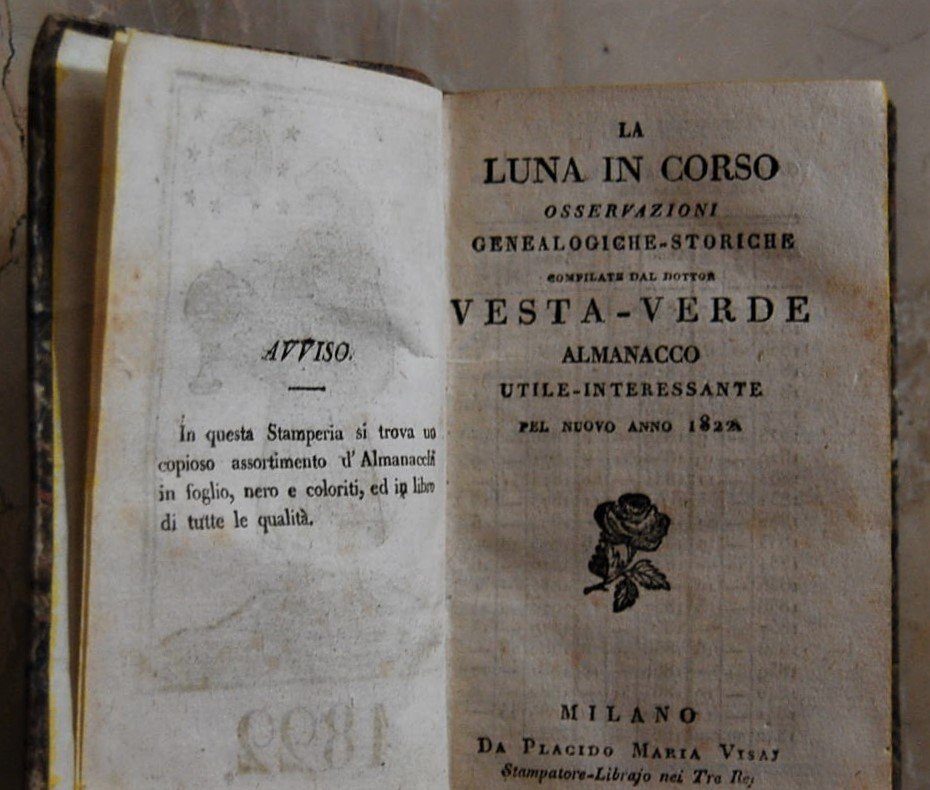 AVVISO.
In questa Stamperia si trova un
copioso assortimento d' Almanacchi
in foglio, nero e coloriti, ed in libro
di tutte le qualità.
1822.
LA
LUNA IN CORSO
OSSERVAZIONI
GENEALOGICHE-STORICHE
COMPILATE DAL DOTTOR
VESTA-VERDE
ALMANACCO
UTILE-INTERESSANTE
PEL NUOVO ANNO 1822
MILANO
DA PLACIDO MARIA VISAJ
Stampatore-Librajo nei Tre Re;